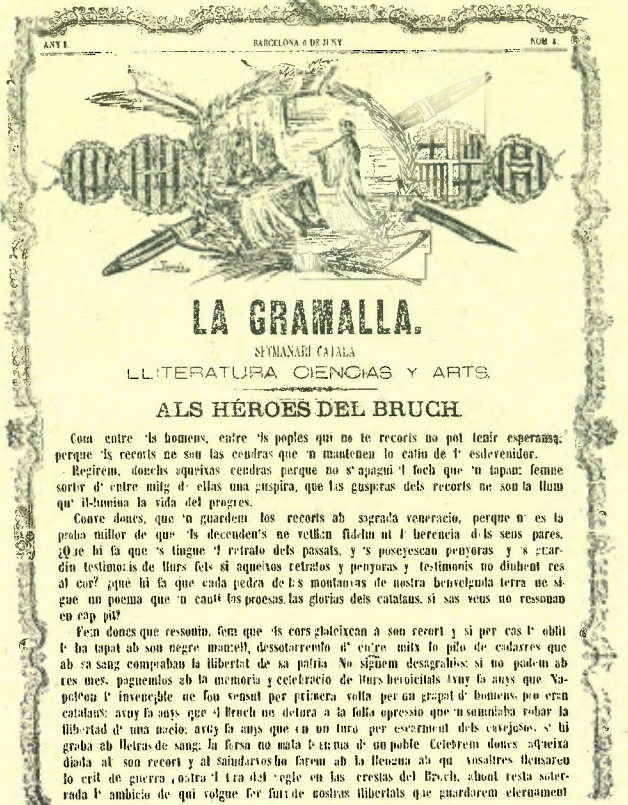 ANY I.
BARCELONA 6 DE JUNY
NÚM 4.
LA GRAMALLA.
SETMANARI CATALÁ
LLITERATURA CIENCIAS Y ARTS.
ALS HÉROES DEL BRUCH.
Com entre 'ls homens, entre 'ls pobles qui no te recorts no pot tenir esperansa;
perque 'ls recorts ne son las cendras que 'n mantenen lo caliu de l' esdevenidor.
Regirem, donchs aqueixas cendras perque no s' apagui 'l foch que 'n tapan: femne
sortir d' entre mitg d' ellas una guspira, que las guspiras dels recorts ne son la llum
qu' il-lumina la vida del progres.
Conve doncs, que 'n guardem los recorts ab sagrada veneracio, perque n' es la
proba millor de que 'ls decendents ne vetllan fidelment l' herencia dels seus pares.
¿Que hi fa que 's tingue 'l retrato dels passats, y 's poseyescan penyoras y 's guar-
din testimonis de llurs fets si aqueixos retratos y penyoras y testimonis no diuhent res
al cor? ¿que hi fa que cada pedra de las montanyas de nostra benvolguda terra ne si-
gue un poema que 'n canti las proesas, las glorias dels catalans, si sas veus no ressonan
en cap pit?
Fem doncs que ressonin, fem que 'ls cors glateixcan á son recort y si per cas l' oblit
l' ha tapat ab son negre mantell, dessoterremlo d' entre mitx lo pilo de cadavres que
ab sa sang compraban la llibertat de sa patria No siguem desagrahits: si no podem ab
res mes, paguemlos ab la memoria y celebracio de llurs heroicitats Avuy fa anys que Na-
poleon l' invencible ne fou vensut per primera volta per un grapat d' homens, pro eran
catalans; avuy fa anys que 'l Bruch ne detura a la folla opressio que 'n somniaba robar la
llibertad d' una nacio; avuy fa anys que en un turo per escarment dels envejosos, s' hi
graba ab lletras de sang: la forsa no mata l' anima d' un poble Celebrem doncs aqueixa
diada al son recort y al saludarvos ho farem ab la llengua ab qu' vosaltres llensareu
lo crit de guerra contra l del segle en las crestas del Bruch, ahont resta soter-
rada l' ambicio de qui volgue fer furt de nostras llibertats que guardarem eternament